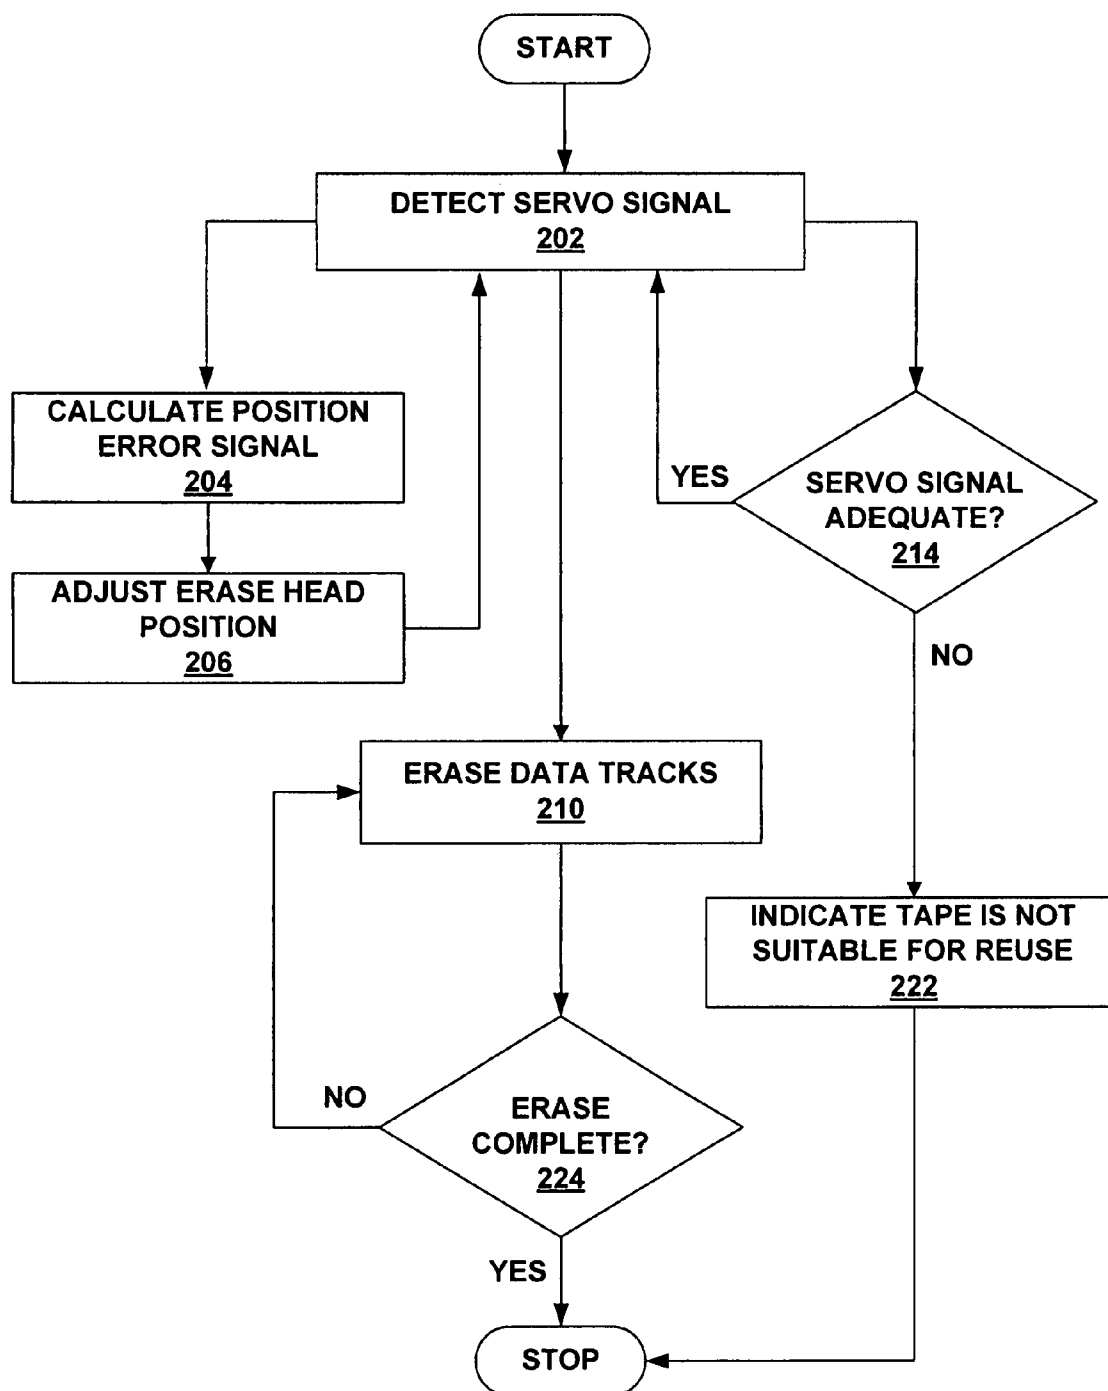 START
DETECT SERVO SIGNAL
202
CALCULATE POSITION
ERROR SIGNAL
204
YES
SERVO SIGNAL
ADEQUATE?
214
ADJUST ERASE HEAD
POSITION
206
NO
ERASE DATA TRACKS
210
INDICATE TAPE IS NOT
SUITABLE FOR REUSE
222
NO
ERASE
COMPLETE?
224
YES
STOP